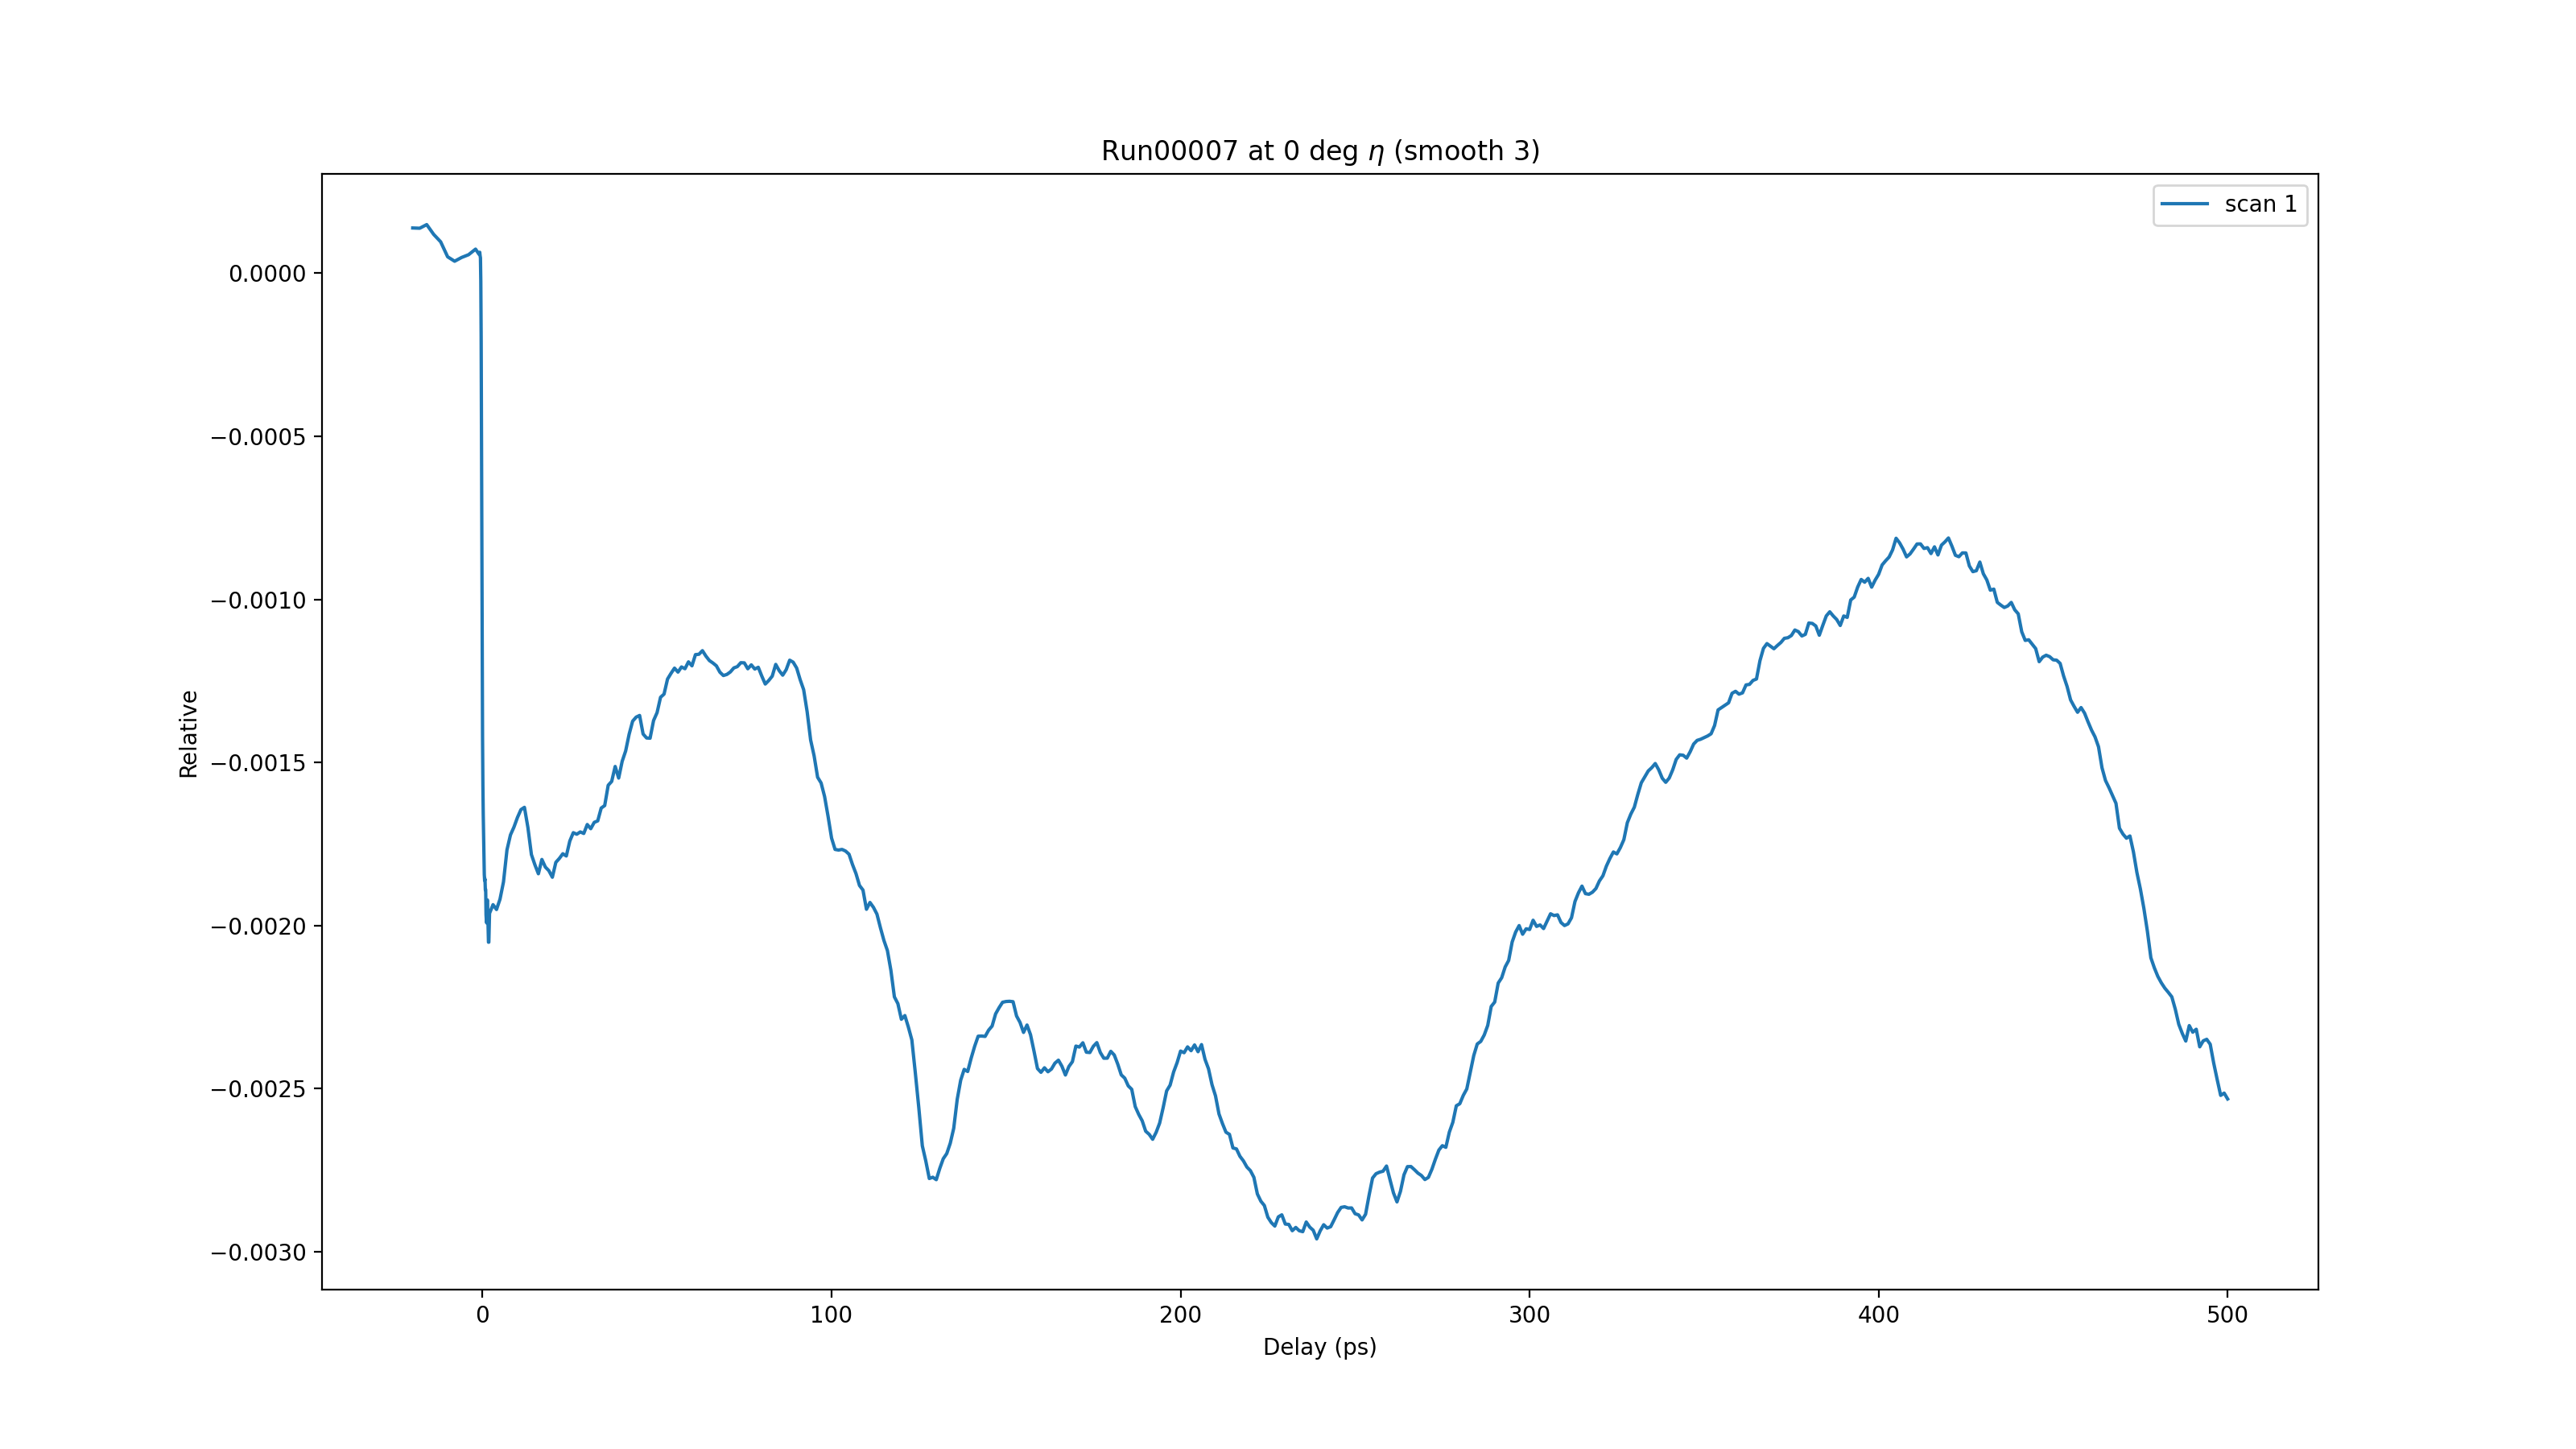 Run00007 at 0 deg η (smooth 3)
scan 1
0.0000
−0.0005
−0.0010
−0.0015
−0.0020
−0.0025
−0.0030
Relative
0 100 200 300 400 500
Delay (ps)